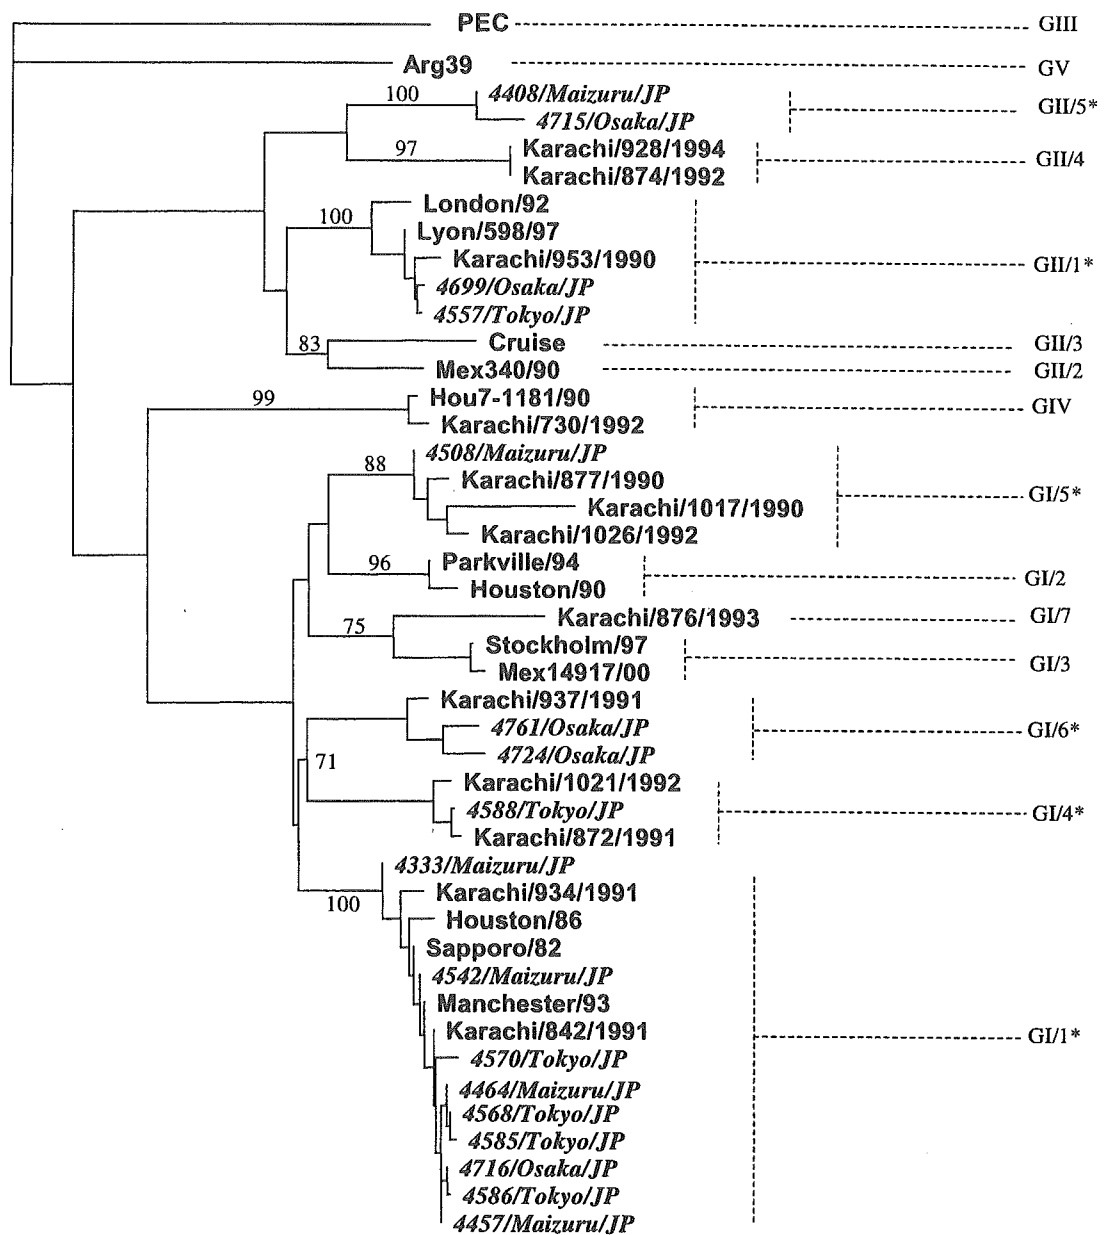 PEC GIII
Arg39 GV
100 4408/Maizuru/JP
4715/Osaka/JP GII/5*
97 Karachi/928/1994
Karachi/874/1992 GII/4
London/92
100 Lyon/598/97
Karachi/953/1990 GII/1*
4699/Osaka/JP
4557/Tokyo/JP
83 Cruise GII/3
Mex340/90 GII/2
99 Hou7-1181/90 GIV
Karachi/730/1992
4508/Maizuru/JP
88 Karachi/877/1990 GI/5*
Karachi/1017/1990
Karachi/1026/1992
96 Parkville/94 GI/2
Houston/90
75 Karachi/876/1993 GI/7
Stockholm/97 GI/3
Mex14917/00
Karachi/937/1991
4761/Osaka/JP GI/6*
4724/Osaka/JP
71
Karachi/1021/1992
4588/Tokyo/JP GI/4*
Karachi/872/1991
4333/Maizuru/JP
100 Karachi/934/1991
Houston/86
Sapporo/82
4542/Maizuru/JP
Manchester/93
Karachi/842/1991 GI/1*
4570/Tokyo/JP
4464/Maizuru/JP
4568/Tokyo/JP
4585/Tokyo/JP
4716/Osaka/JP
4586/Tokyo/JP
4457/Maizuru/JP